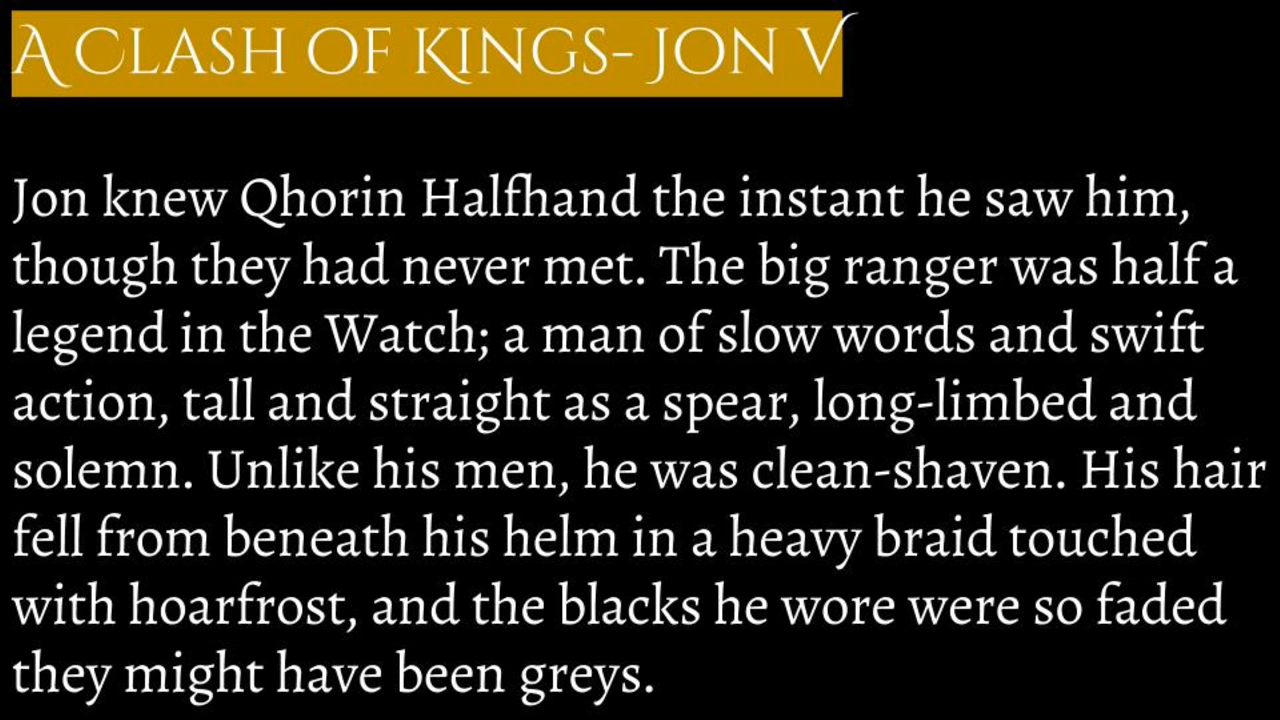 A Clash of Kings- Jon V
Jon knew Qhorin Halfhand the instant he saw him,
though they had never met. The big ranger was half a
legend in the Watch; a man of slow words and swift
action, tall and straight as a spear, long-limbed and
solemn. Unlike his men, he was clean-shaven. His hair
fell from beneath his helm in a heavy braid touched
with hoarfrost, and the blacks he wore were so faded
they might have been greys.